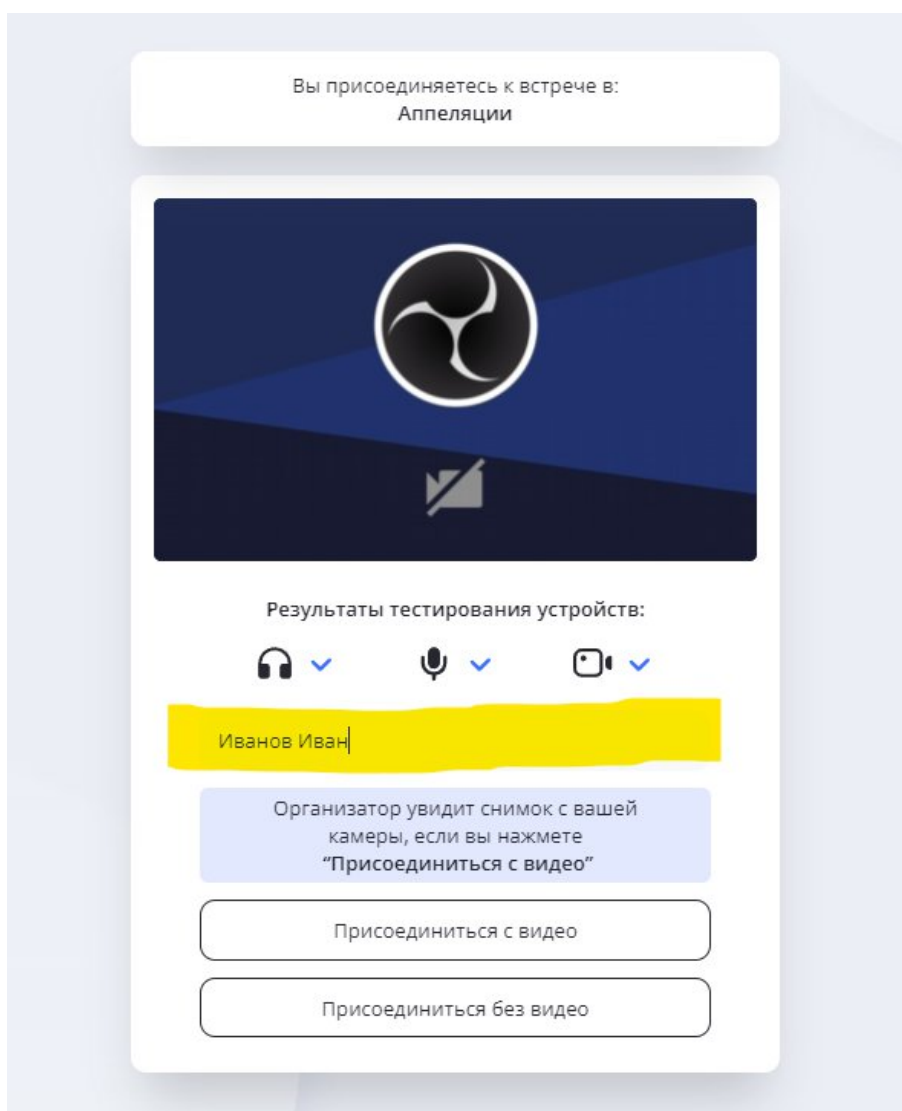 Вы присоединяетесь к встрече в:
Аппеляции
Результаты тестирования устройств:
Иванов Иван
Организатор увидит снимок с вашей
камеры, если вы нажмете
“Присоединиться с видео”
Присоединиться с видео
Присоединиться без видео